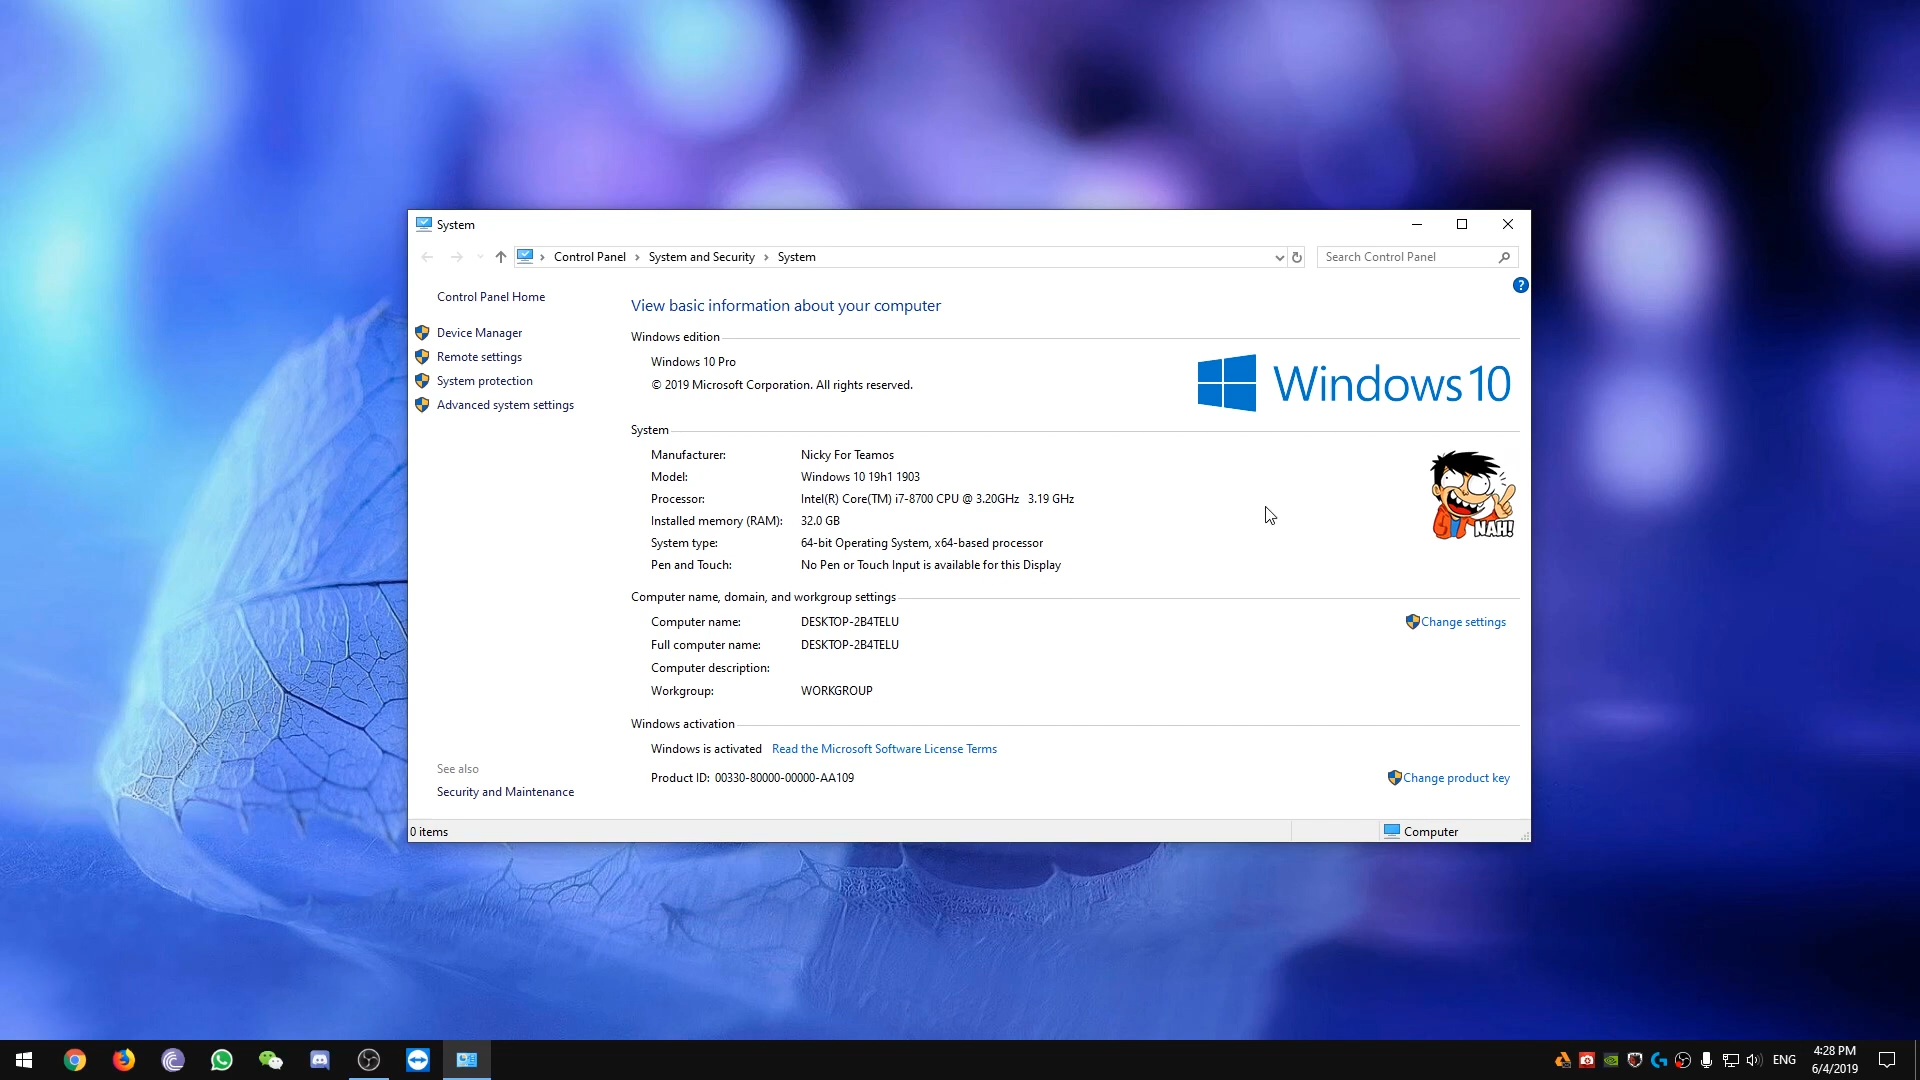 System
Control Panel
System and Security
System
Search Control Panel
Control Panel Home
Device Manager
Remote settings
System protection
Advanced system settings
See also
Security and Maintenance
View basic information about your computer
Windows edition
Windows 10 Pro
© 2019 Microsoft Corporation. All rights reserved.
Windows 10
System
Manufacturer: Nicky For Teamos
Model: Windows 10 19h1 1903
Processor: Intel(R) Core(TM) i7-8700 CPU @ 3.20GHz 3.19 GHz
Installed memory (RAM): 32.0 GB
System type: 64-bit Operating System, x64-based processor
Pen and Touch: No Pen or Touch Input is available for this Display
NAH!
Computer name, domain, and workgroup settings
Computer name: DESKTOP-2B4TELU
Change settings
Full computer name: DESKTOP-2B4TELU
Computer description:
Workgroup: WORKGROUP
Windows activation
Windows is activated Read the Microsoft Software License Terms
Product ID: 00330-80000-00000-AA109
Change product key
0 items
Computer
ENG
4:28 PM
6/4/2019